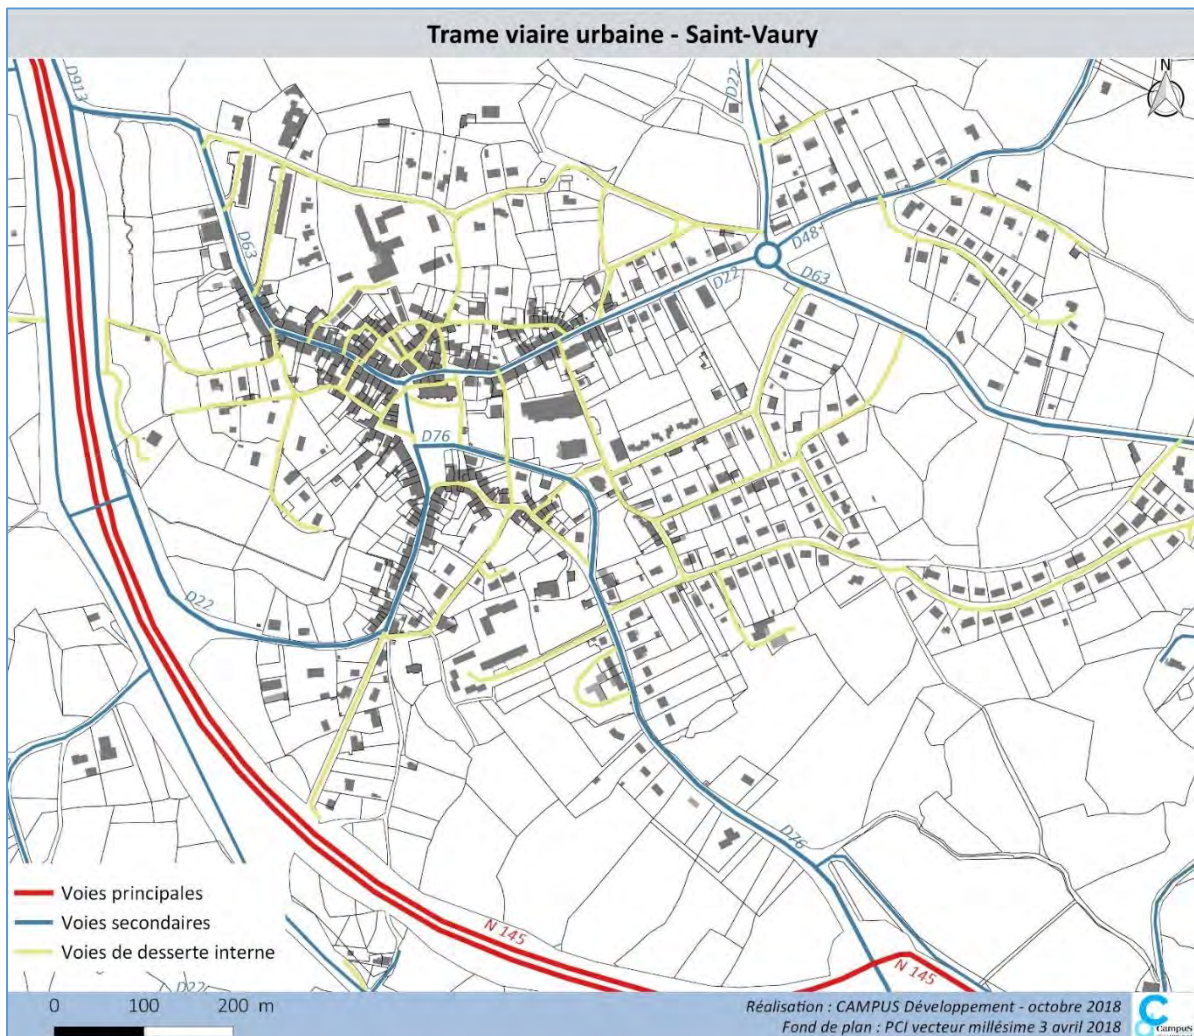 Trame viaire urbaine - Saint-Vaury
D913
D22
N
D63
D48
D22
D63
D76
D22
D76
Voies principales
Voies secondaires
Voies de desserte interne
N 145
N 145
D22
0 100 200 m
Réalisation : CAMPUS Développement - octobre 2018
Fond de plan : PCI vecteur millésime 3 avril 2018
Campus